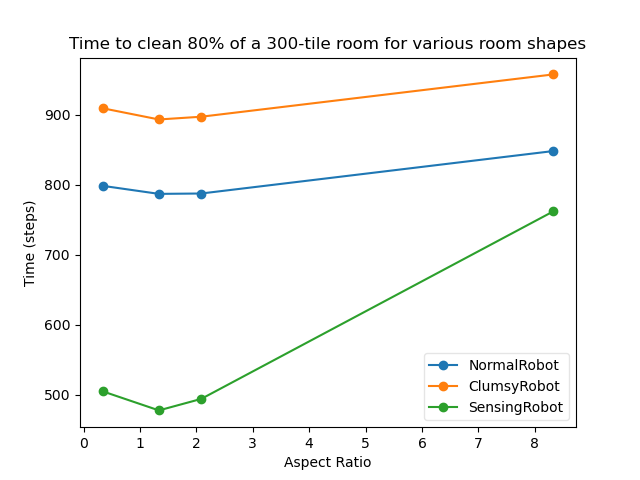 Time to clean 80% of a 300-tile room for various room shapes
900
800
700
600
500
Time (steps)
NormalRobot
ClumsyRobot
SensingRobot
0 1 2 3 4 5 6 7 8
Aspect Ratio